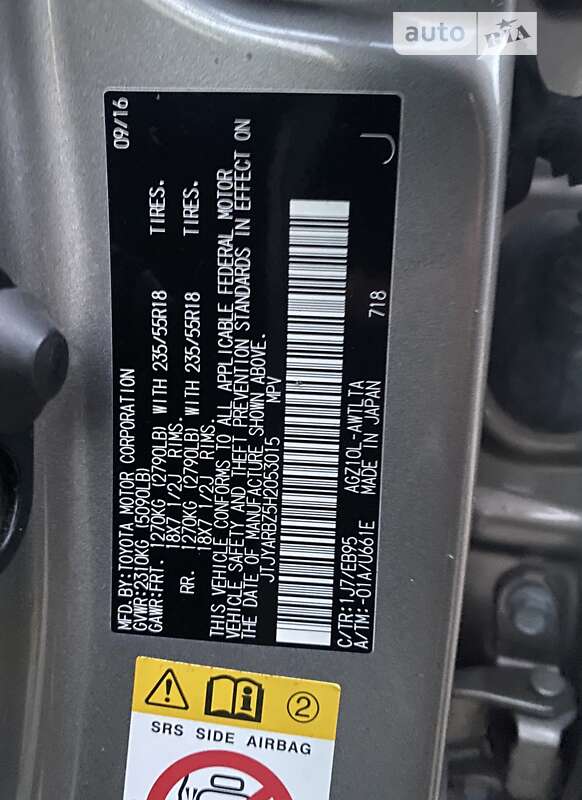 auto RIA
MFD.BY:TOYOTA MOTOR CORPORATION 09/16
GVWR:2310KG (5090LB)
GAWR:FRT. 1270KG (2790LB) WITH 235/55R18 TIRES.
18X7 1/2J RIMS.
RR. 1270KG (2790LB) WITH 235/55R18 TIRES.
18X7 1/2J RIMS.
THIS VEHICLE CONFORMS TO ALL APPLICABLE FEDERAL MOTOR
VEHICLE SAFETY AND THEFT PREVENTION STANDARDS IN EFFECT ON
THE DATE OF MANUFACTURE SHOWN ABOVE.
JTJYARBZ5H2053015 MPV
C/TR:1J7/EB95 AGZ10L-AWTLTA 718
A/TM:-01A/U661E MADE IN JAPAN
J
2
SRS SIDE AIRBAG